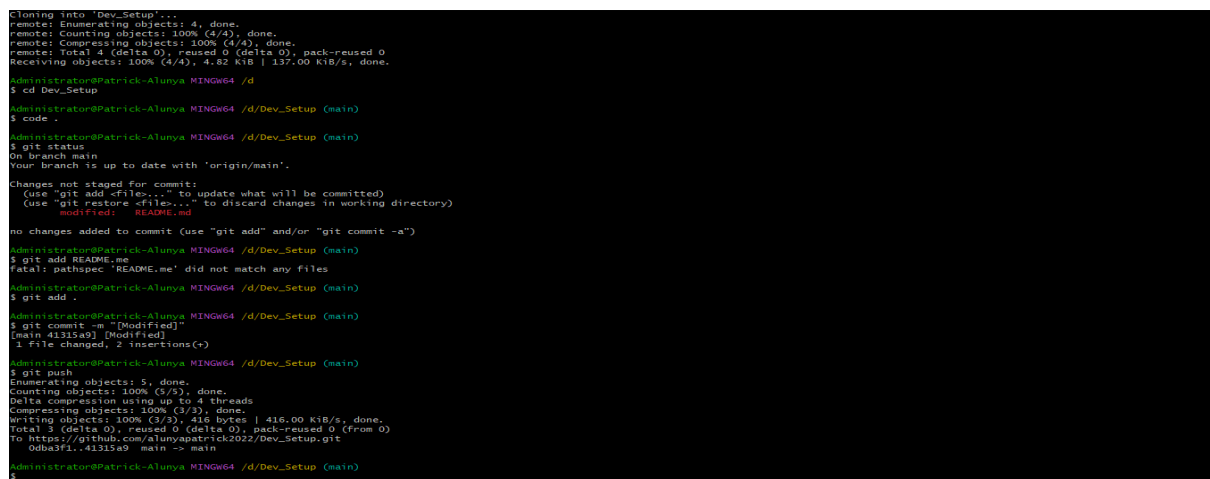 Cloning into 'Dev_Setup'...
remote: Enumerating objects: 4, done.
remote: Counting objects: 100% (4/4), done.
remote: Compressing objects: 100% (4/4), done.
remote: Total 4 (delta 0), reused 0 (delta 0), pack-reused 0
Receiving objects: 100% (4/4), 4.82 KiB | 137.00 KiB/s, done.
Administrator@Patrick-Alunya MINGW64 /d
$ cd Dev_Setup
Administrator@Patrick-Alunya MINGW64 /d/Dev_Setup (main)
$ code .
Administrator@Patrick-Alunya MINGW64 /d/Dev_Setup (main)
$ git status
On branch main
Your branch is up to date with 'origin/main'.
Changes not staged for commit:
(use "git add <file>..." to update what will be committed)
(use "git restore <file>..." to discard changes in working directory)
modified: README.md
no changes added to commit (use "git add" and/or "git commit -a")
Administrator@Patrick-Alunya MINGW64 /d/Dev_Setup (main)
$ git add README.me
fatal: pathspec 'README.me' did not match any files
Administrator@Patrick-Alunya MINGW64 /d/Dev_Setup (main)
$ git add .
Administrator@Patrick-Alunya MINGW64 /d/Dev_Setup (main)
$ git commit -m "[Modified]"
[main 41315a9] [Modified]
1 file changed, 2 insertions(+)
Administrator@Patrick-Alunya MINGW64 /d/Dev_Setup (main)
$ git push
Enumerating objects: 5, done.
Counting objects: 100% (5/5), done.
Delta compression using up to 4 threads
Compressing objects: 100% (3/3), done.
Writing objects: 100% (3/3), 416 bytes | 416.00 KiB/s, done.
Total 3 (delta 0), reused 0 (delta 0), pack-reused 0 (from 0)
To https://github.com/alunyapatrick2022/Dev_Setup.git
0dba3f1..41315a9 main -> main
Administrator@Patrick-Alunya MINGW64 /d/Dev_Setup (main)
$